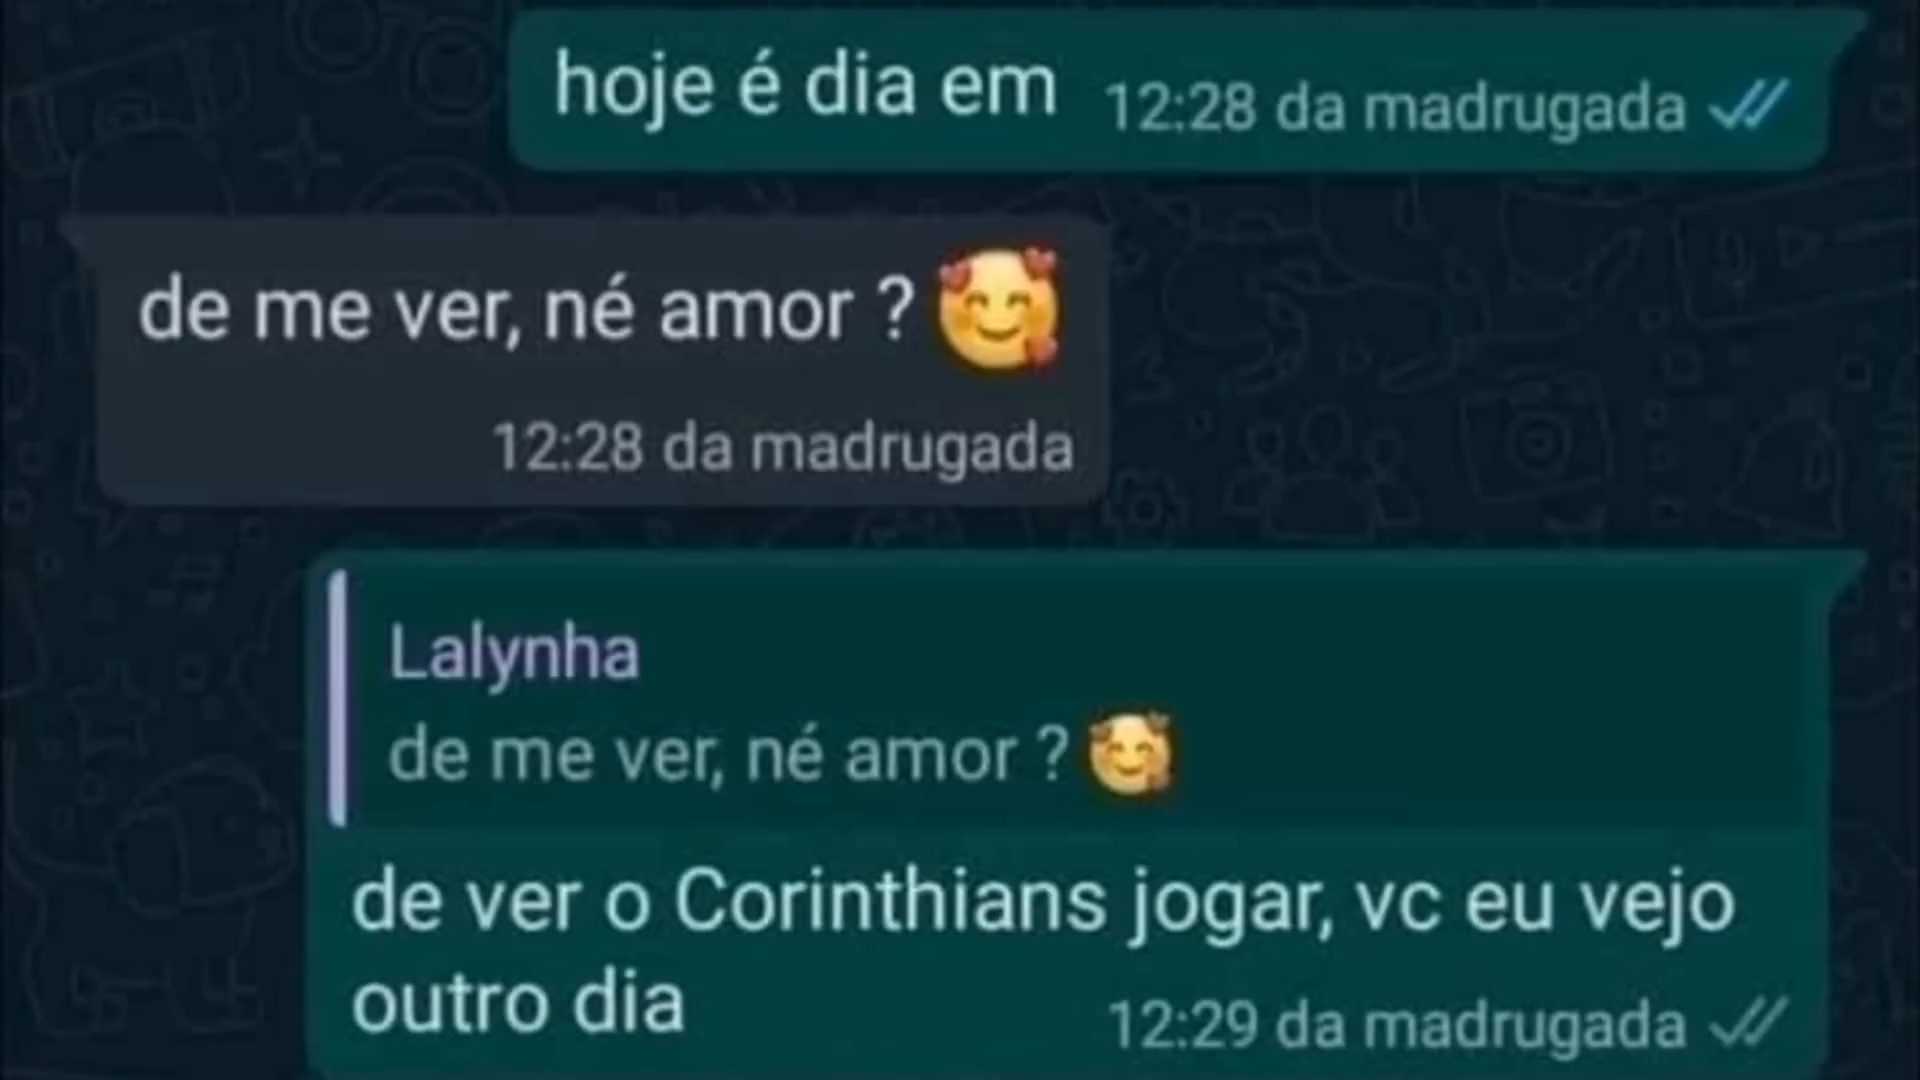 hoje é dia em 12:28 da madrugada
de me ver, né amor ? 🥰
12:28 da madrugada
Lalynha
de me ver, né amor ? 🥰
de ver o Corinthians jogar, vc eu vejo
outro dia 12:29 da madrugada